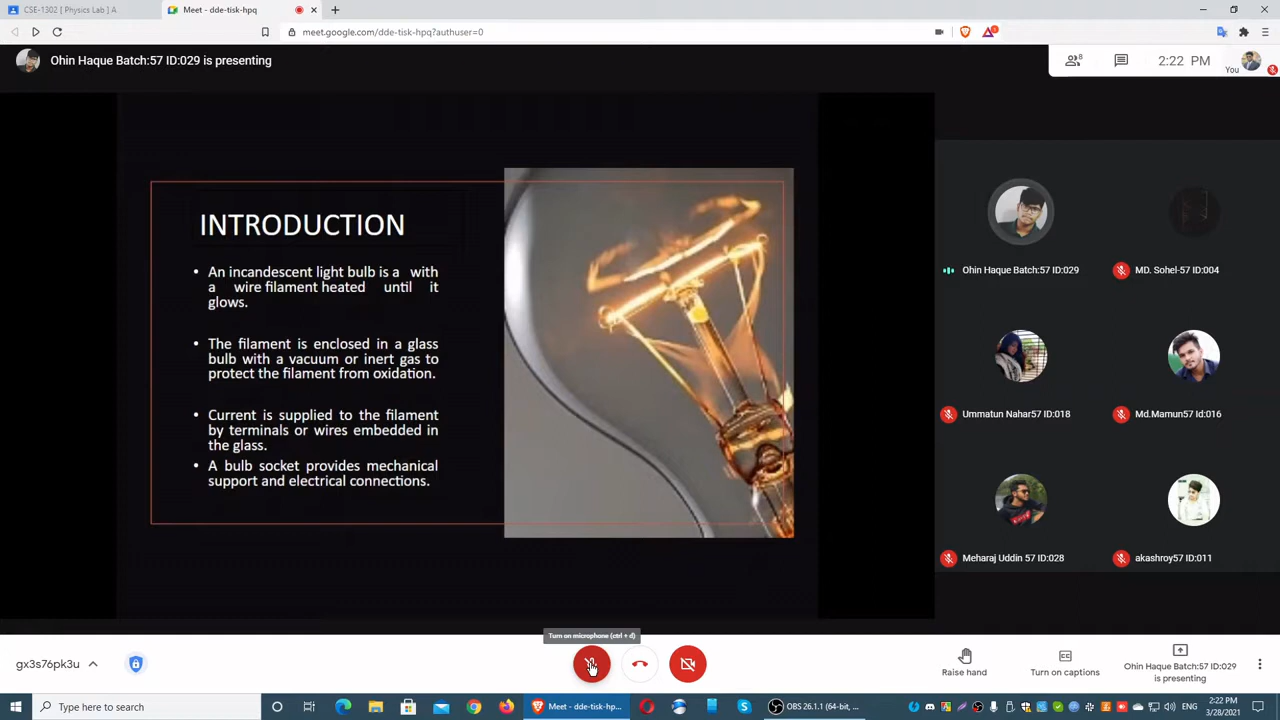 CSE-1302 [ Physics Lab ] A
Meet - dde-tisk-hpq
meet.google.com/dde-tisk-hpq?authuser=0
Ohin Haque Batch:57 ID:029 is presenting
8
2:22 PM
You
INTRODUCTION
• An incandescent light bulb is a with
a wire filament heated until it
glows.
• The filament is enclosed in a glass
bulb with a vacuum or inert gas to
protect the filament from oxidation.
• Current is supplied to the filament
by terminals or wires embedded in
the glass.
• A bulb socket provides mechanical
support and electrical connections.
Ohin Haque Batch:57 ID:029
MD. Sohel-57 ID:004
Ummatun Nahar57 ID:018
Md.Mamun57 Id:016
Meharaj Uddin 57 ID:028
akashroy57 ID:011
Turn on microphone (ctrl + d)
gx3s76pk3u
Raise hand
CC
Turn on captions
Ohin Haque Batch:57 ID:029
is presenting
Type here to search
Meet - dde-tisk-hp...
OBS 26.1.1 (64-bit, ...
ENG
2:22 PM
3/28/2021